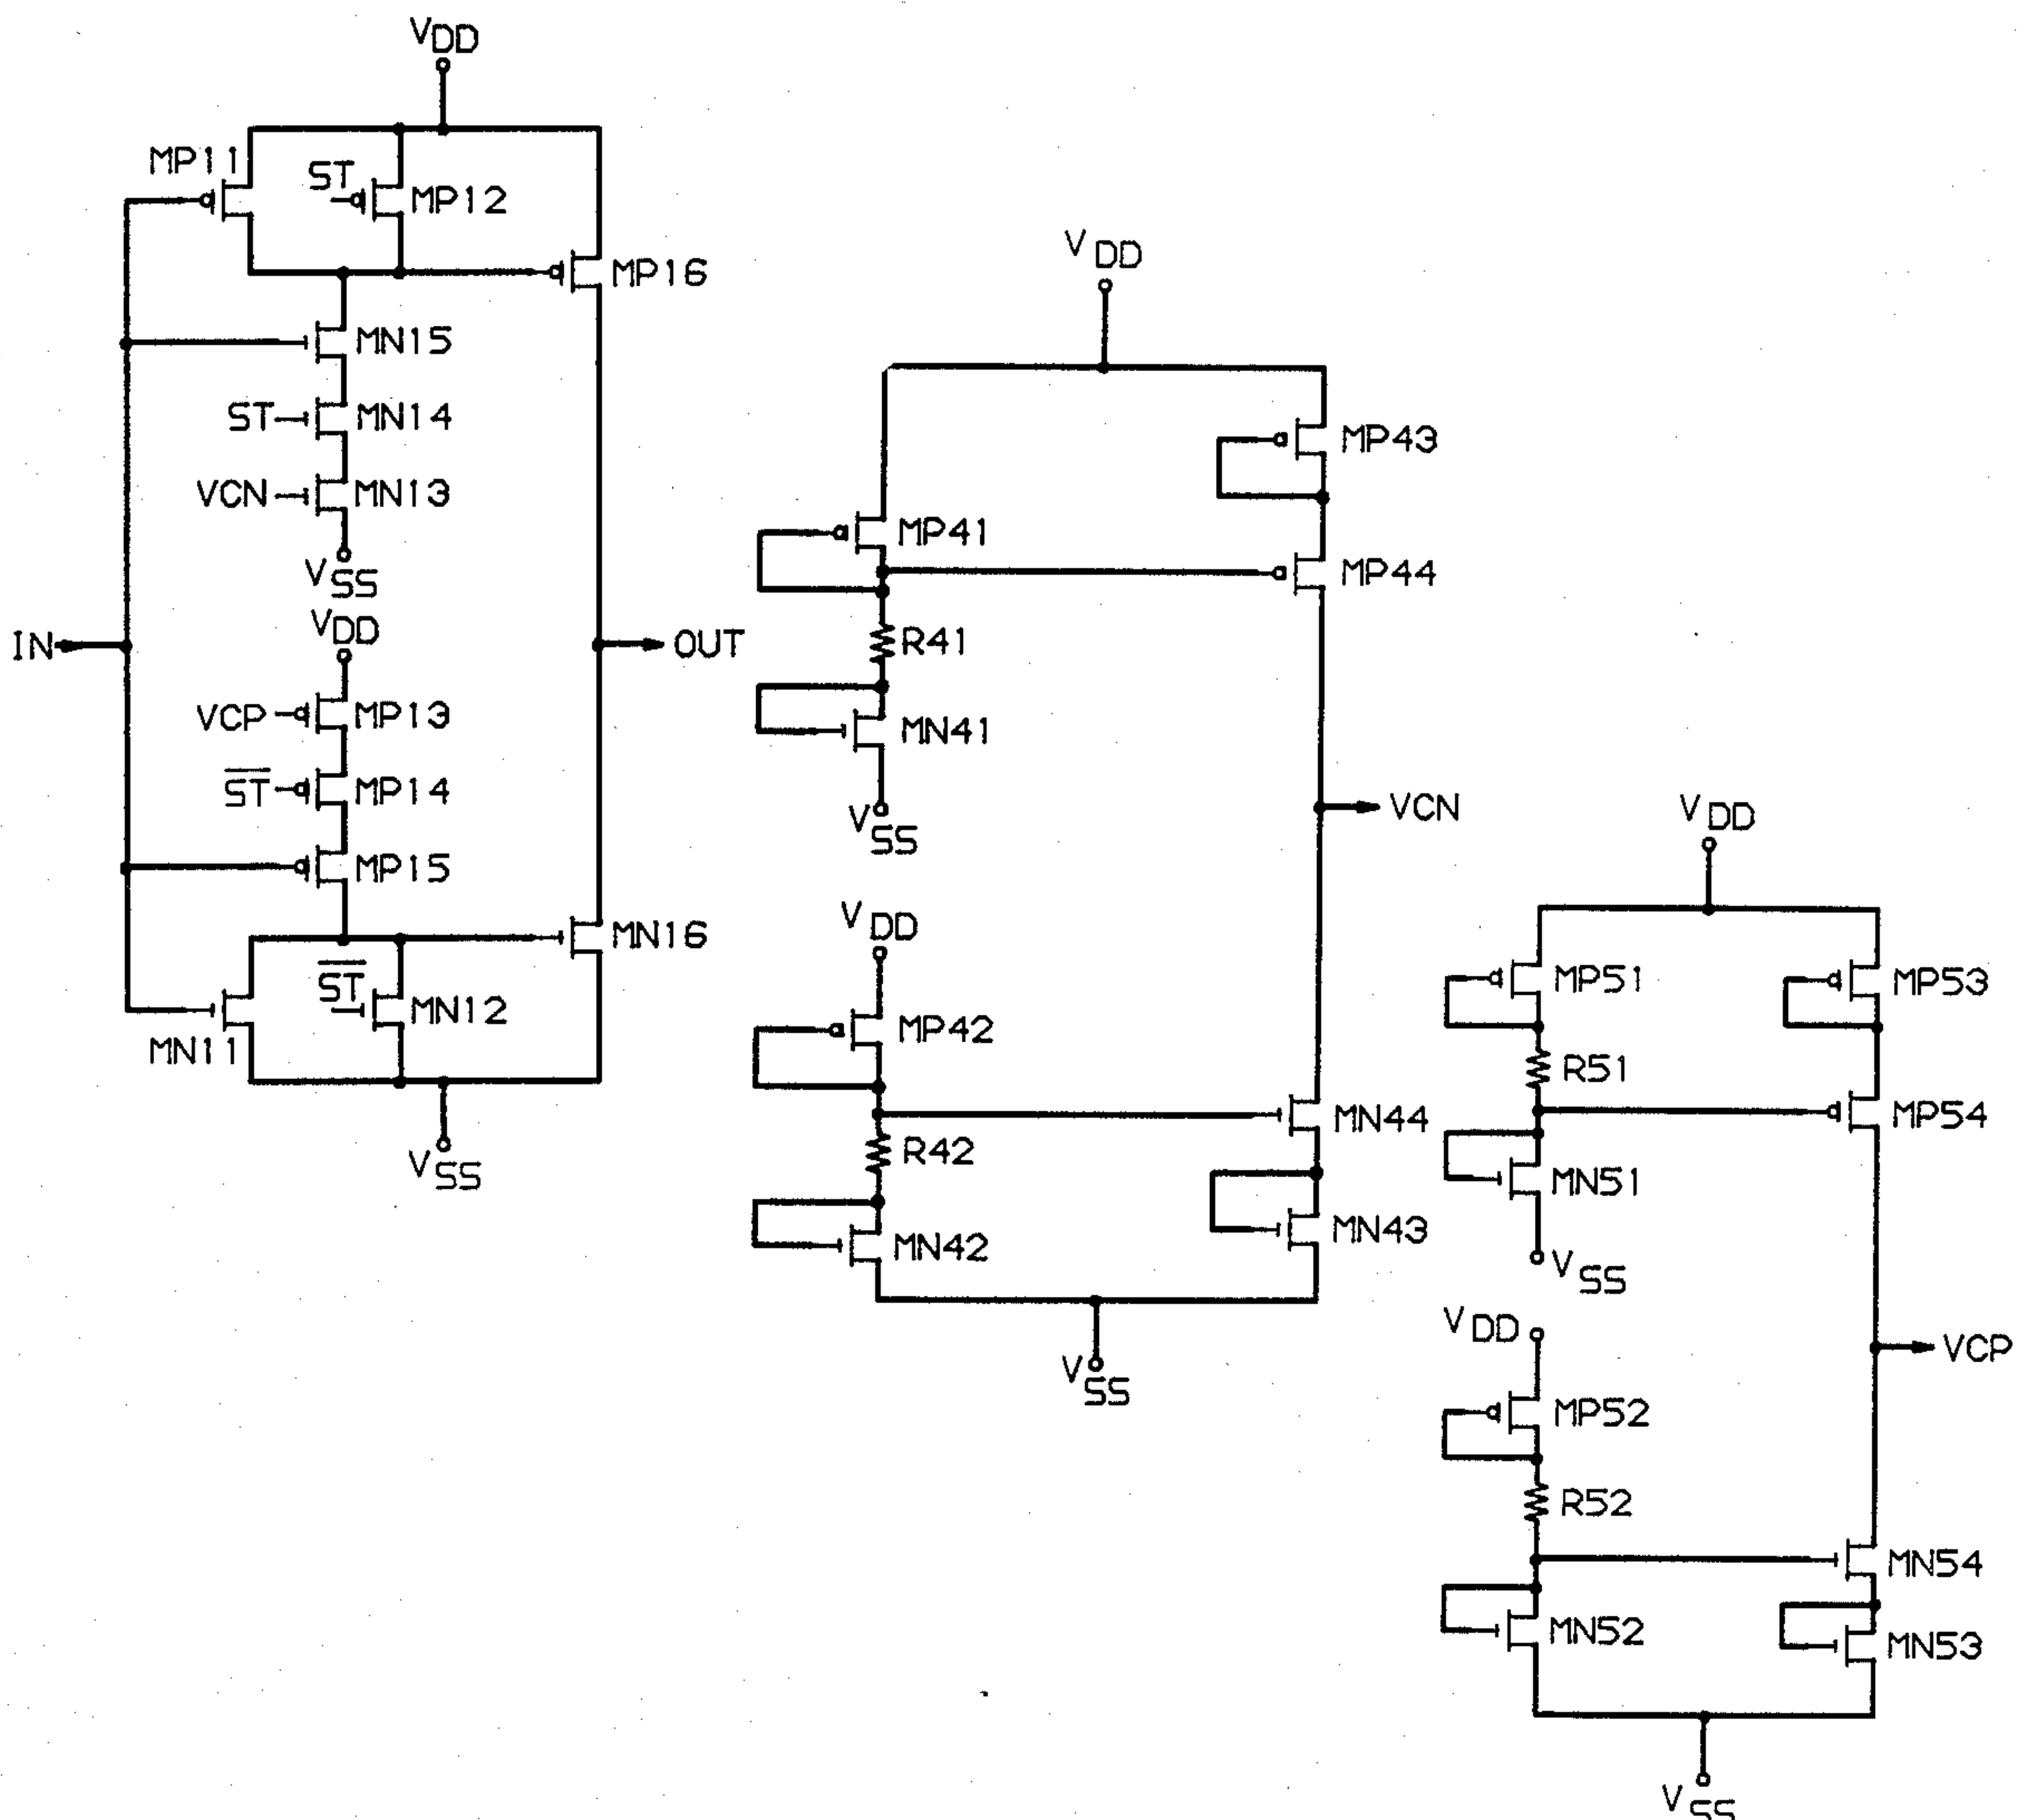 VDD
MP11
ST
MP12
MP16
MN15
ST
MN14
VCN
MN13
VSS
VDD
IN
OUT
VCP
MP13
S̅T̅
MP14
MP15
MN16
S̅T̅
MN12
MN11
VSS
VDD
MP43
MP41
MP44
R41
MN41
VSS
VCN
VDD
MP42
MN44
R42
MN43
MN42
VSS
VDD
MP51
MP53
R51
MP54
MN51
VSS
VDD
VCP
MP52
R52
MN54
MN52
MN53
VSS